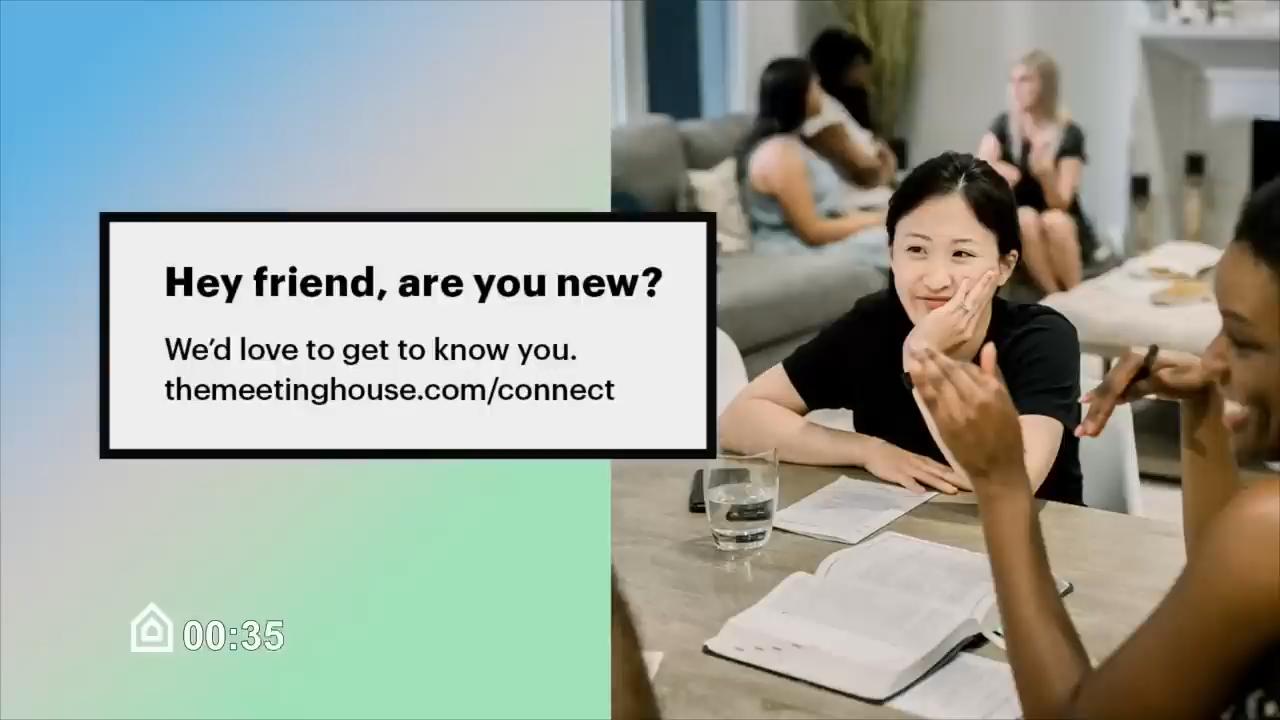 Hey friend, are you new?
We'd love to get to know you.
themeetinghouse.com/connect
00:35